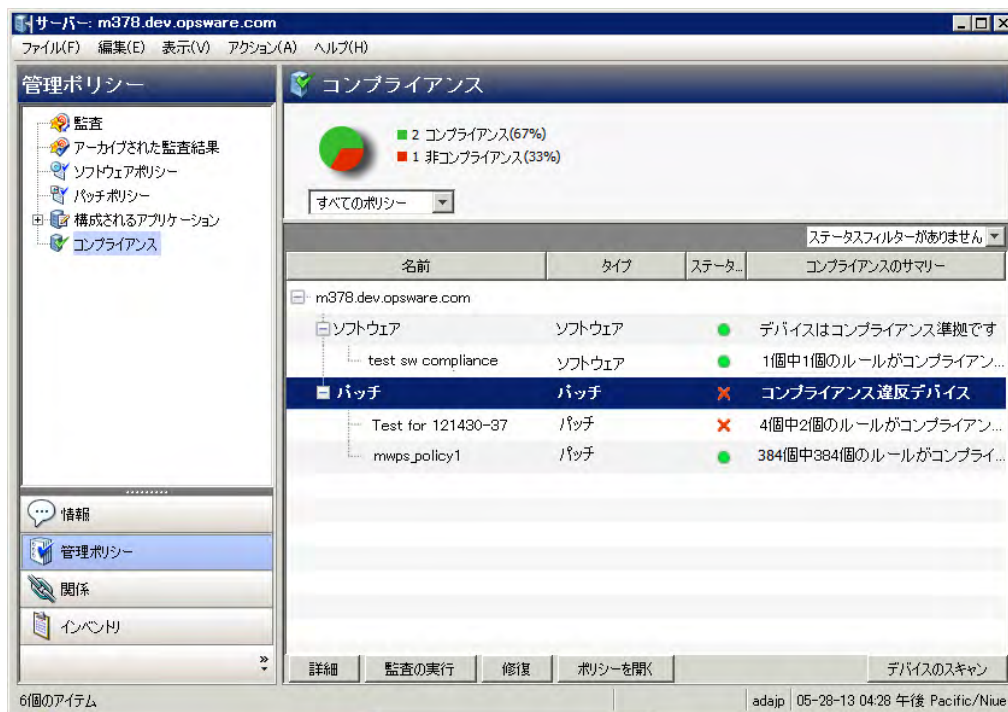 サーバー: m378.dev.opsware.com
ファイル(F) 編集(E) 表示(V) アクション(A) ヘルプ(H)
管理ポリシー
監査
アーカイブされた監査結果
ソフトウェアポリシー
パッチポリシー
構成されるアプリケーション
コンプライアンス
情報
管理ポリシー
関係
インベントリ
»
コンプライアンス
2 コンプライアンス(67%)
1 非コンプライアンス(33%)
すべてのポリシー
ステータスフィルターがありません
名前 タイプ ステータ... コンプライアンスのサマリー
m378.dev.opsware.com
ソフトウェア ソフトウェア デバイスはコンプライアンス準拠です
test sw compliance ソフトウェア 1個中1個のルールがコンプライアン...
パッチ パッチ コンプライアンス違反デバイス
Test for 121430-37 パッチ 4個中2個のルールがコンプライアン...
mwps_policy1 パッチ 384個中384個のルールがコンプライ...
詳細 監査の実行 修復 ポリシーを開く デバイスのスキャン
6個のアイテム adajp 05-28-13 04:28 午後 Pacific/Niue